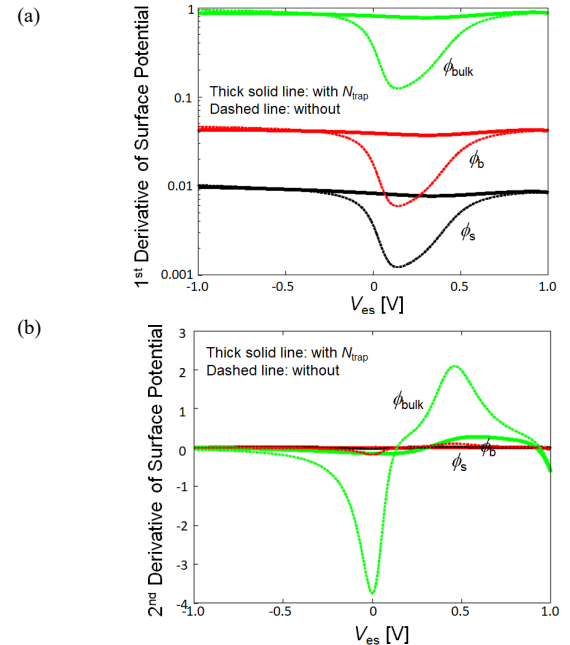 (a)
1st Derivative of Surface Potential
1
0.1
0.01
0.001
ϕbulk
Thick solid line: with Ntrap
Dashed line: without
ϕb
ϕs
-1.0
-0.5
0
0.5
1.0
Ves [V]
(b)
2nd Derivative of Surface Potential
3
2
1
0
-1
-2
-3
-4
Thick solid line: with Ntrap
Dashed line: without
ϕbulk
ϕb
ϕs
-1.0
-0.5
0
0.5
1.0
Ves [V]